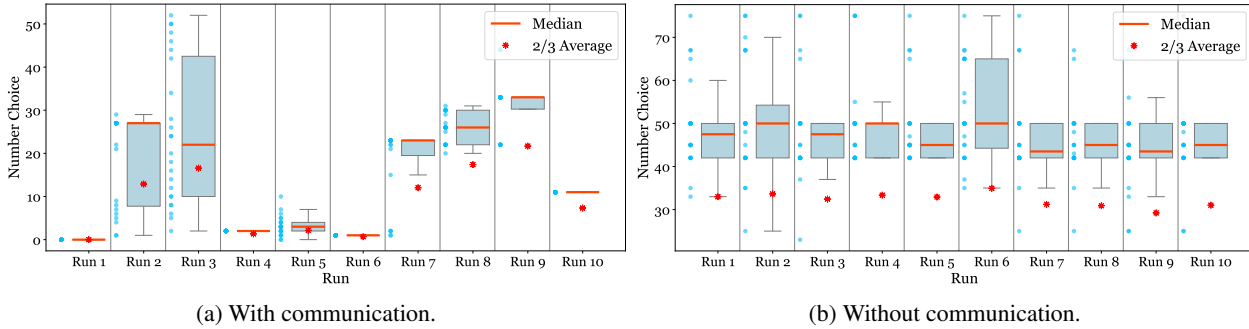 50
40
30
20
10
0
Number Choice
Median
2/3 Average
Run 1 Run 2 Run 3 Run 4 Run 5 Run 6 Run 7 Run 8 Run 9 Run 10
Run
(a) With communication.
70
60
50
40
30
Number Choice
Median
2/3 Average
Run 1 Run 2 Run 3 Run 4 Run 5 Run 6 Run 7 Run 8 Run 9 Run 10
Run
(b) Without communication.